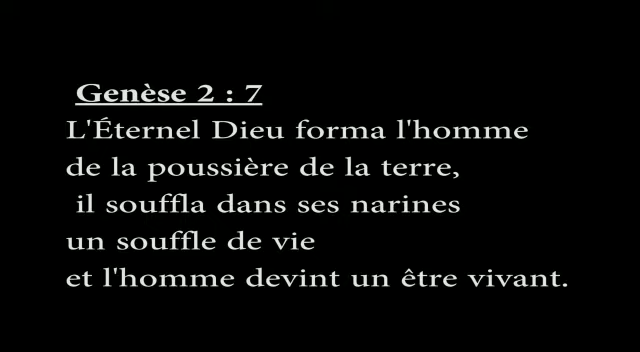 Genèse 2 : 7
L'Éternel Dieu forma l'homme
de la poussière de la terre,
il souffla dans ses narines
un souffle de vie
et l'homme devint un être vivant.